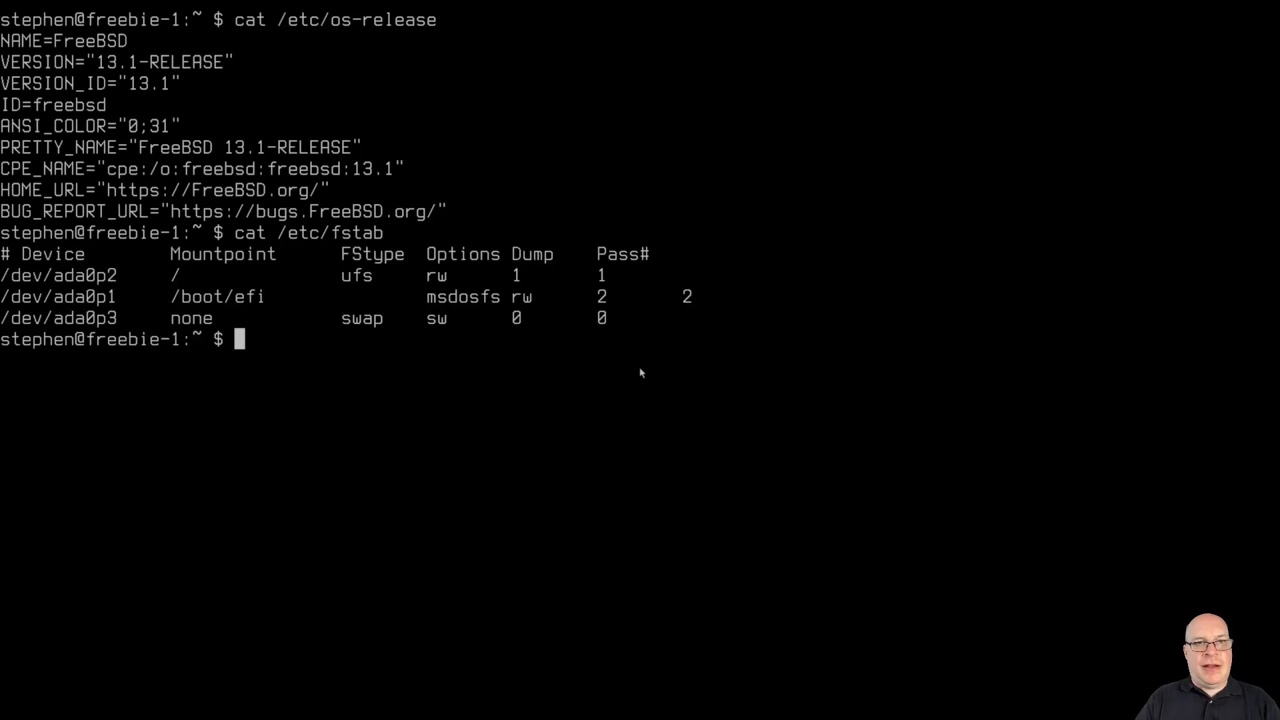 stephen@freebie-1:~ $ cat /etc/os-release
NAME=FreeBSD
VERSION="13.1-RELEASE"
VERSION_ID="13.1"
ID=freebsd
ANSI_COLOR="0;31"
PRETTY_NAME="FreeBSD 13.1-RELEASE"
CPE_NAME="cpe:/o:freebsd:freebsd:13.1"
HOME_URL="https://FreeBSD.org/"
BUG_REPORT_URL="https://bugs.FreeBSD.org/"
stephen@freebie-1:~ $ cat /etc/fstab
# Device Mountpoint FStype Options Dump Pass#
/dev/ada0p2 / ufs rw 1 1
/dev/ada0p1 /boot/efi msdosfs rw 2 2
/dev/ada0p3 none swap sw 0 0
stephen@freebie-1:~ $